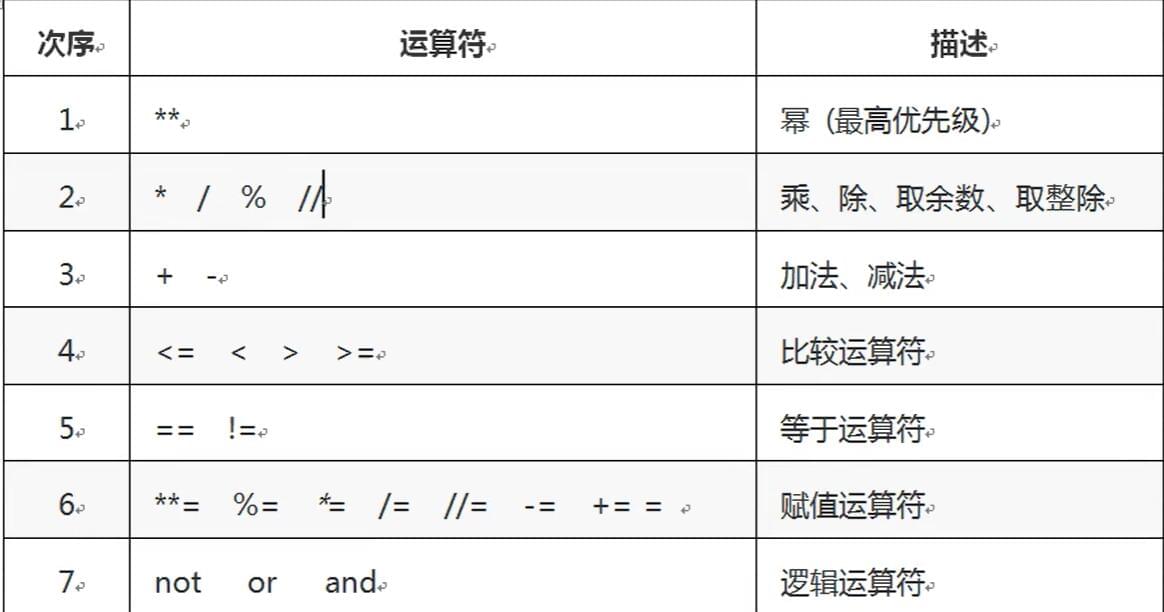 次序 运算符 描述
1 ** 幂 (最高优先级)
2 * / % // 乘、除、取余数、取整除
3 + - 加法、减法
4 <= < > >= 比较运算符
5 == != 等于运算符
6 **= %= *= /= //= -= += = 赋值运算符
7 not or and 逻辑运算符